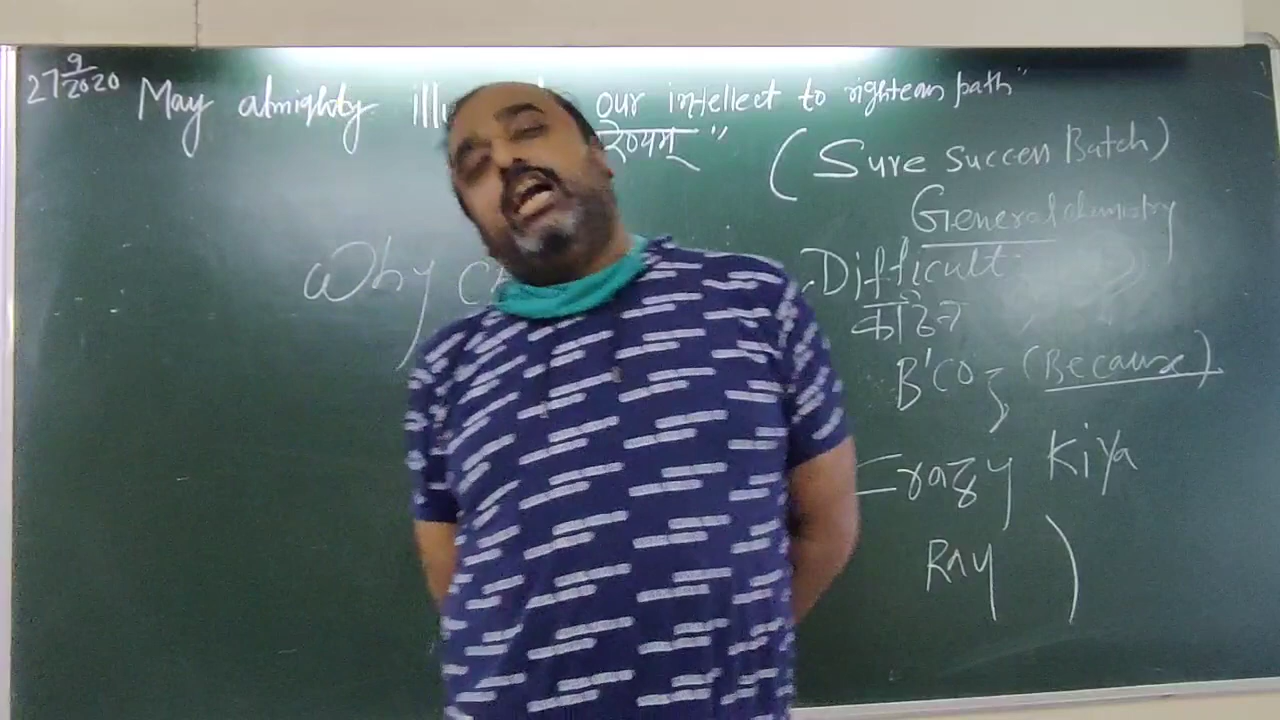 27 9/2020 May almighty illu our intellect to righteous path"
रेण्यम् "
(Sure Success Batch)
General chemistry
Why C Difficult
कठिन
B'COZ (Because)
Crazy Kiya
Ray )